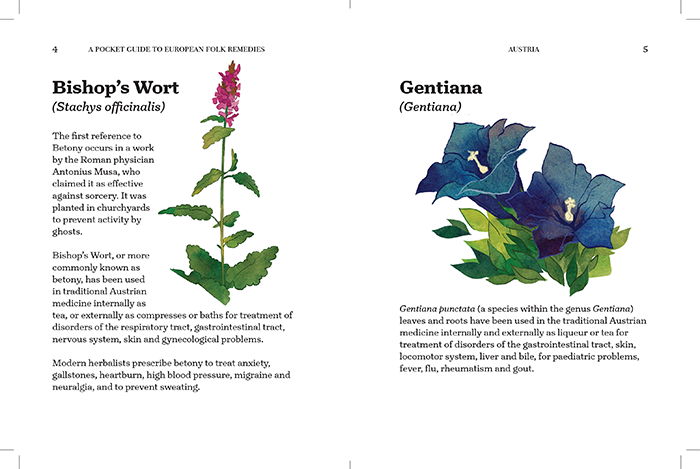 4
A POCKET GUIDE TO EUROPEAN FOLK REMEDIES
Bishop's Wort
(Stachys officinalis)
The first reference to
Betony occurs in a work
by the Roman physician
Antonius Musa, who
claimed it as effective
against sorcery. It was
planted in churchyards
to prevent activity by
ghosts.
Bishop's Wort, or more
commonly known as
betony, has been used
in traditional Austrian
medicine internally as
tea, or externally as compresses or baths for treatment of
disorders of the respiratory tract, gastrointestinal tract,
nervous system, skin and gynecological problems.
Modern herbalists prescribe betony to treat anxiety,
gallstones, heartburn, high blood pressure, migraine and
neuralgia, and to prevent sweating.
AUSTRIA
5
Gentiana
(Gentiana)
Gentiana punctata (a species within the genus Gentiana)
leaves and roots have been used in the traditional Austrian
medicine internally and externally as liqueur or tea for
treatment of disorders of the gastrointestinal tract, skin,
locomotor system, liver and bile, for paediatric problems,
fever, flu, rheumatism and gout.